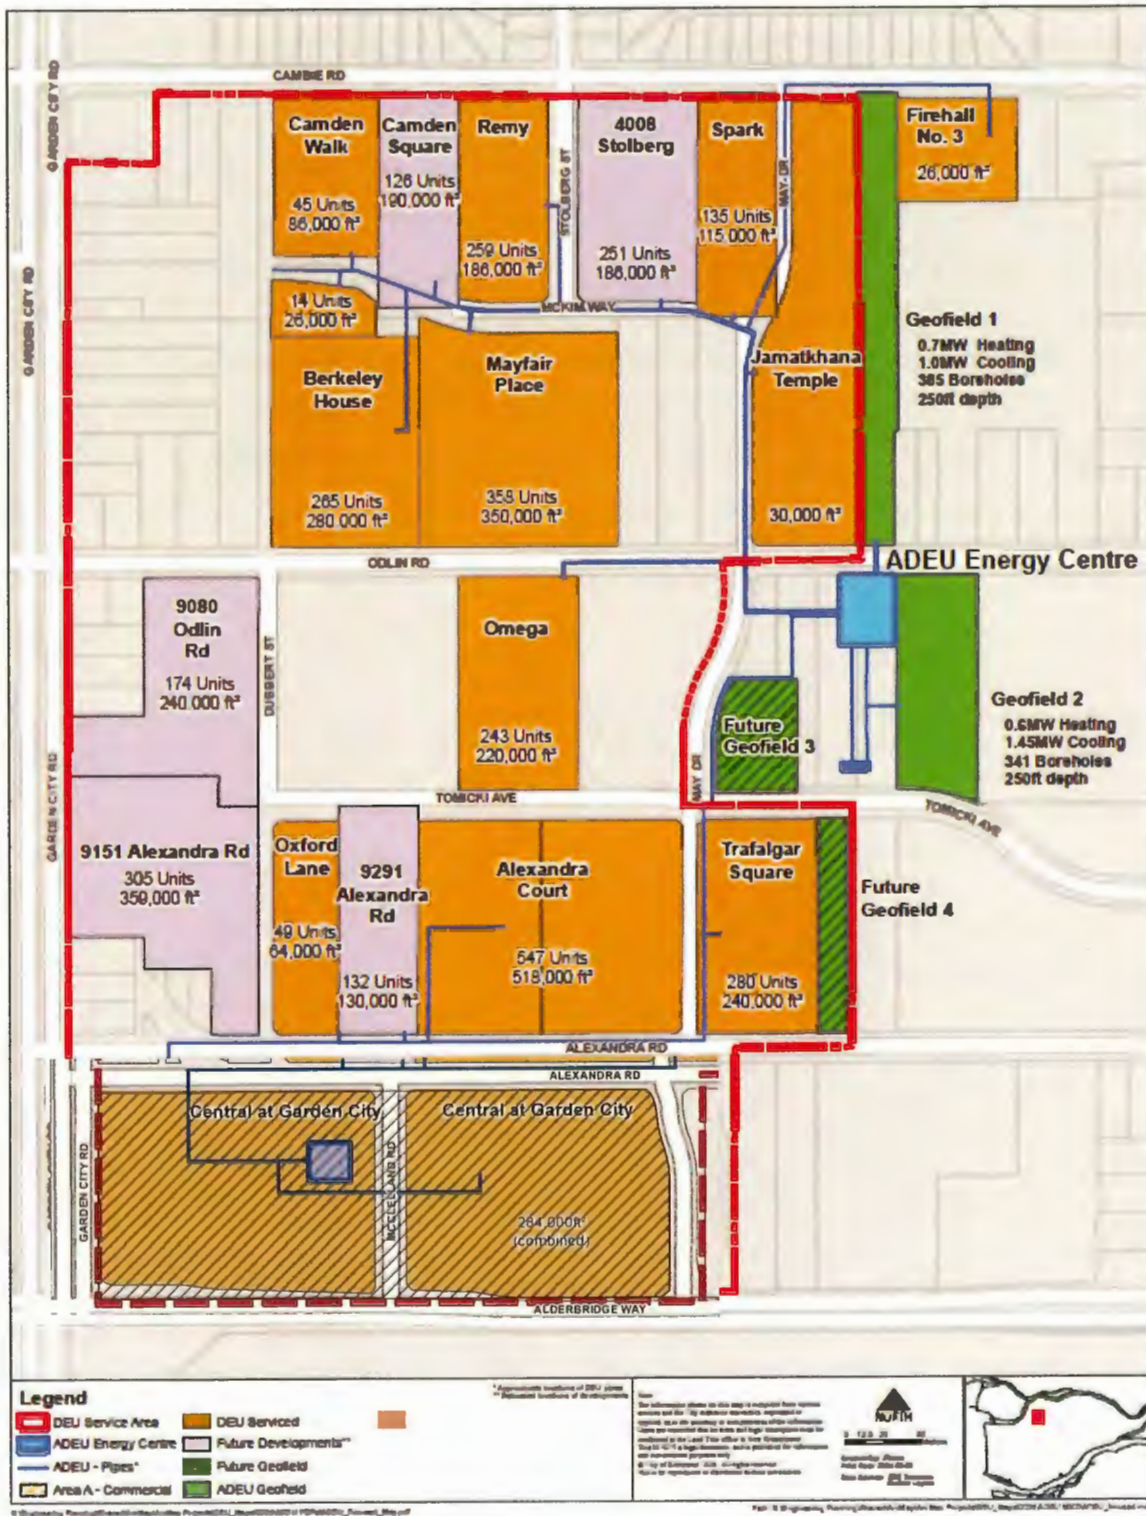 CAMBIE RD
GARDEN CITY RD
Camden
Walk
45 Units
86,000 ft²
Camden
Square
126 Units
190,000 ft²
Remy
259 Units
186,000 ft²
STOLBERG ST
4008
Stolberg
251 Units
186,000 ft²
Spark
135 Units
115,000 ft²
MAY DR
Firehall
No. 3
26,000 ft²
GARDEN CITY RD
14 Units
26,000 ft²
MCKIM WAY
Berkeley
House
265 Units
280,000 ft²
Mayfair
Place
358 Units
350,000 ft²
Jamatkhana
Temple
30,000 ft²
Geofield 1
0.7MW Heating
1.0MW Cooling
385 Boreholes
250ft depth
ODLIN RD
ADEU Energy Centre
9080
Odlin
Rd
174 Units
240,000 ft²
DUBBERT ST
Omega
243 Units
220,000 ft²
Future
Geofield 3
MAY DR
Geofield 2
0.6MW Heating
1.45MW Cooling
341 Boreholes
250ft depth
TOMICKI AVE
TOMICKI AVE
GARDEN CITY RD
9151 Alexandra Rd
305 Units
359,000 ft²
Oxford
Lane
49 Units
64,000 ft²
9291
Alexandra
Rd
132 Units
130,000 ft²
Alexandra
Court
547 Units
518,000 ft²
Trafalgar
Square
280 Units
240,000 ft²
Future
Geofield 4
ALEXANDRA RD
ALEXANDRA RD
Central at Garden City
Central at Garden City
GARDEN CITY RD
MCCLELLAND RD
284,000ft²
(combined)
ALDERBRIDGE WAY
Legend
DEU Service Area
DEU Serviced
ADEU Energy Centre
Future Developments**
ADEU - Pipes*
Future Geofield
Area A - Commercial
ADEU Geofield
* Approximate locations of DEU pipes
NORTH